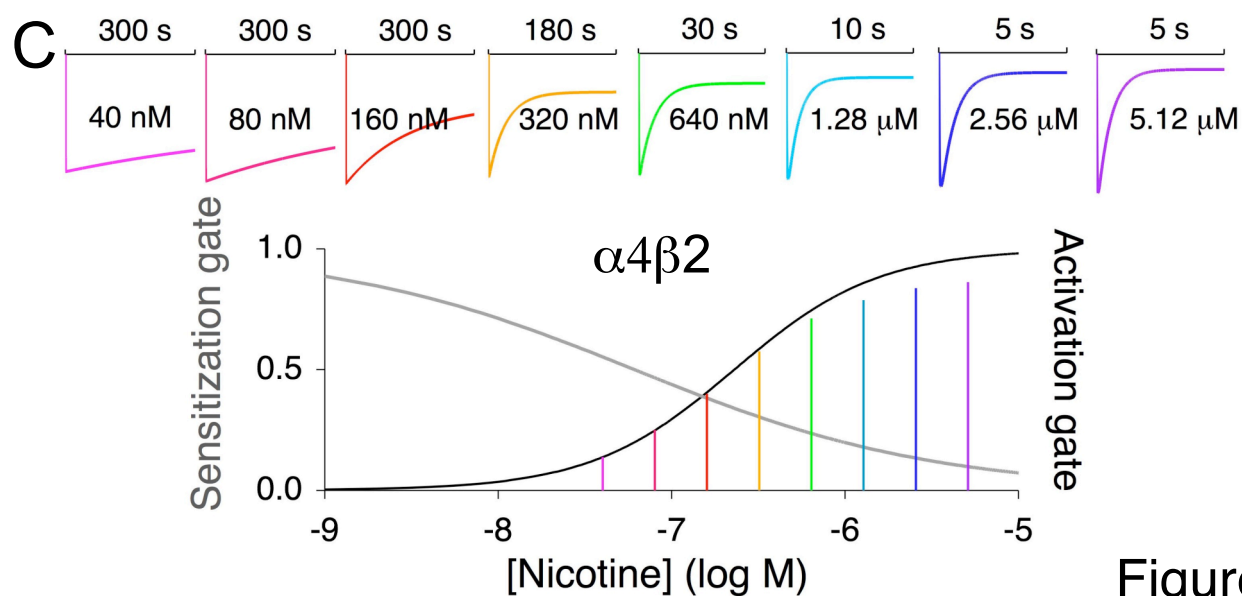 C
300 s 300 s 300 s 180 s 30 s 10 s 5 s 5 s
40 nM 80 nM 160 nM 320 nM 640 nM 1.28 μM 2.56 μM 5.12 μM
α4β2
Sensitization gate
1.0
0.5
0.0
Activation gate
-9 -8 -7 -6 -5
[Nicotine] (log M)
Figure